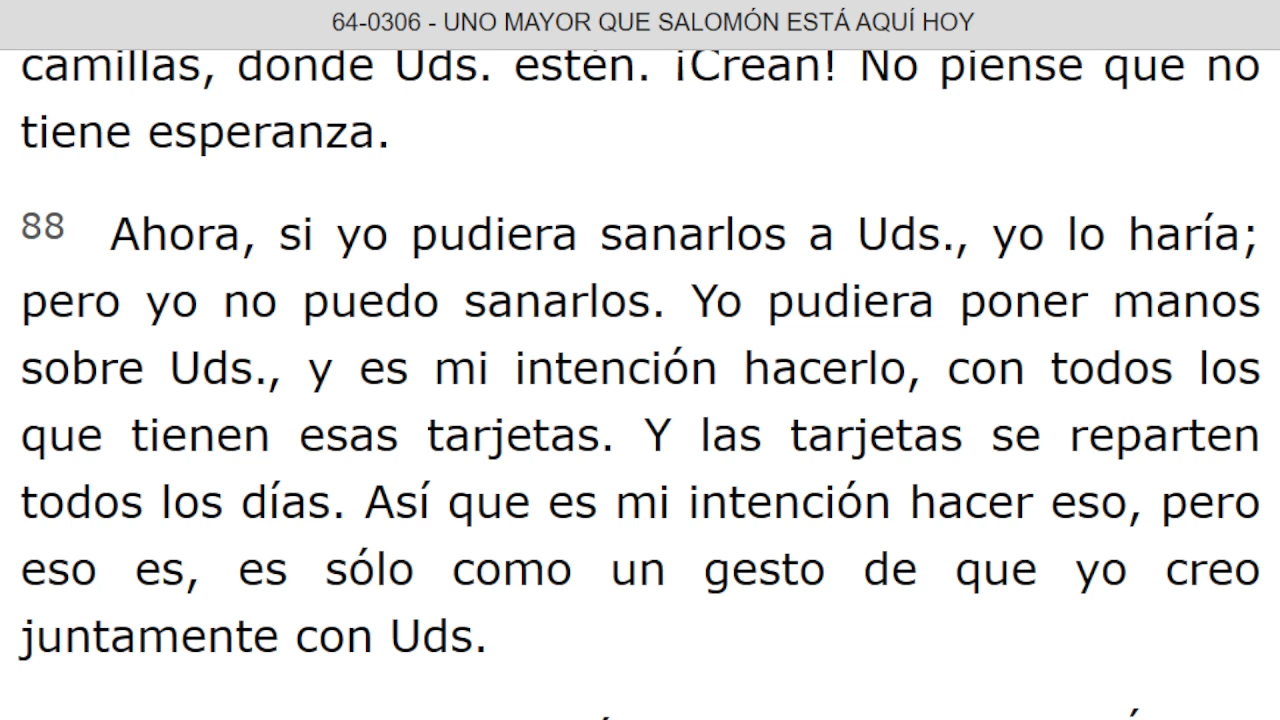 64-0306 - UNO MAYOR QUE SALOMÓN ESTÁ AQUÍ HOY
camillas, donde Uds. estén. ¡Crean! No piense que no
tiene esperanza.
88 Ahora, si yo pudiera sanarlos a Uds., yo lo haría;
pero yo no puedo sanarlos. Yo pudiera poner manos
sobre Uds., y es mi intención hacerlo, con todos los
que tienen esas tarjetas. Y las tarjetas se reparten
todos los días. Así que es mi intención hacer eso, pero
eso es, es sólo como un gesto de que yo creo
juntamente con Uds.